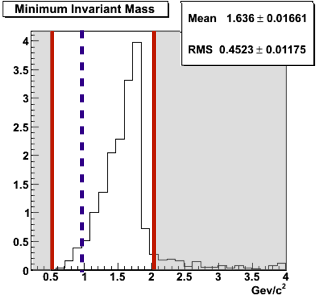 Minimum Invariant Mass
Mean 1.636 ± 0.01661
RMS 0.4523 ± 0.01175
4
3.5
3
2.5
2
1.5
1
0.5
0
0.5 1 1.5 2 2.5 3 3.5 4
Gev/c²